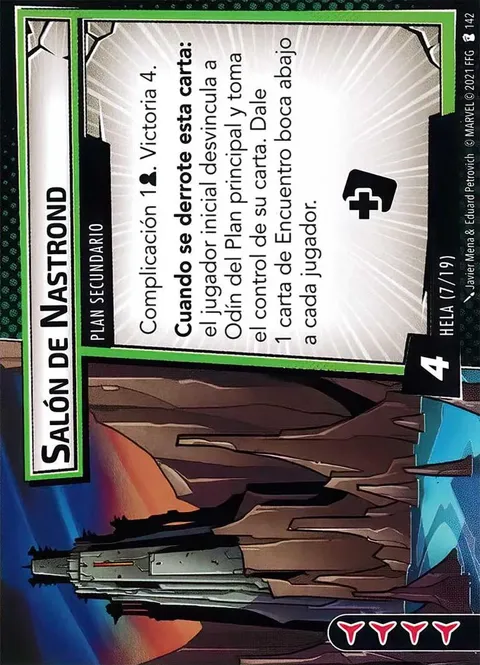 SALÓN DE NASTROND
PLAN SECUNDARIO
Complicación 1. Victoria 4.
Cuando se derrote esta carta:
el jugador inicial desvincula a
Odín del Plan principal y toma
el control de su carta. Dale
1 carta de Encuentro boca abajo
a cada jugador.
4
HELA (7/19)
Javier Mena & Eduard Petrovich © MARVEL © 2021 FFG 142